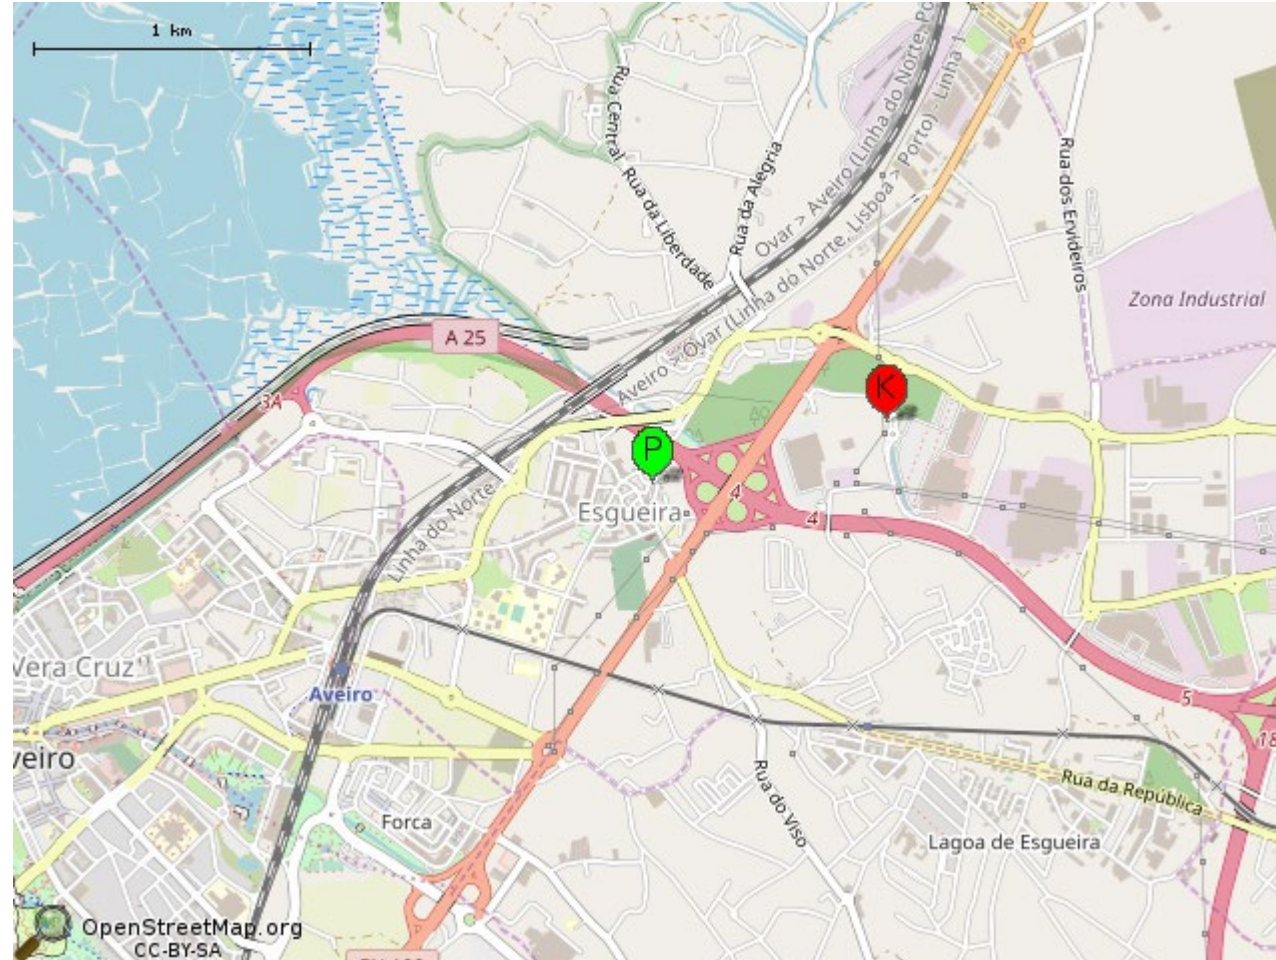 1 km
Rua Central
Rua da Liberdade
Rua da Alegria
Ovar > Aveiro (Linha do Norte, Po
Aveiro > Ovar (Linha do Norte, Lisboa > Porto) - Linha 1
Rua dos Ervideiros
Zona Industrial
A 25
3A
K
P
Esgueira
4
4
Linha do Norte
Vera Cruz
Aveiro
5
18
veiro
Rua da República
Rua do Viso
Forca
Lagoa de Esgueira
OpenStreetMap.org
CC-BY-SA